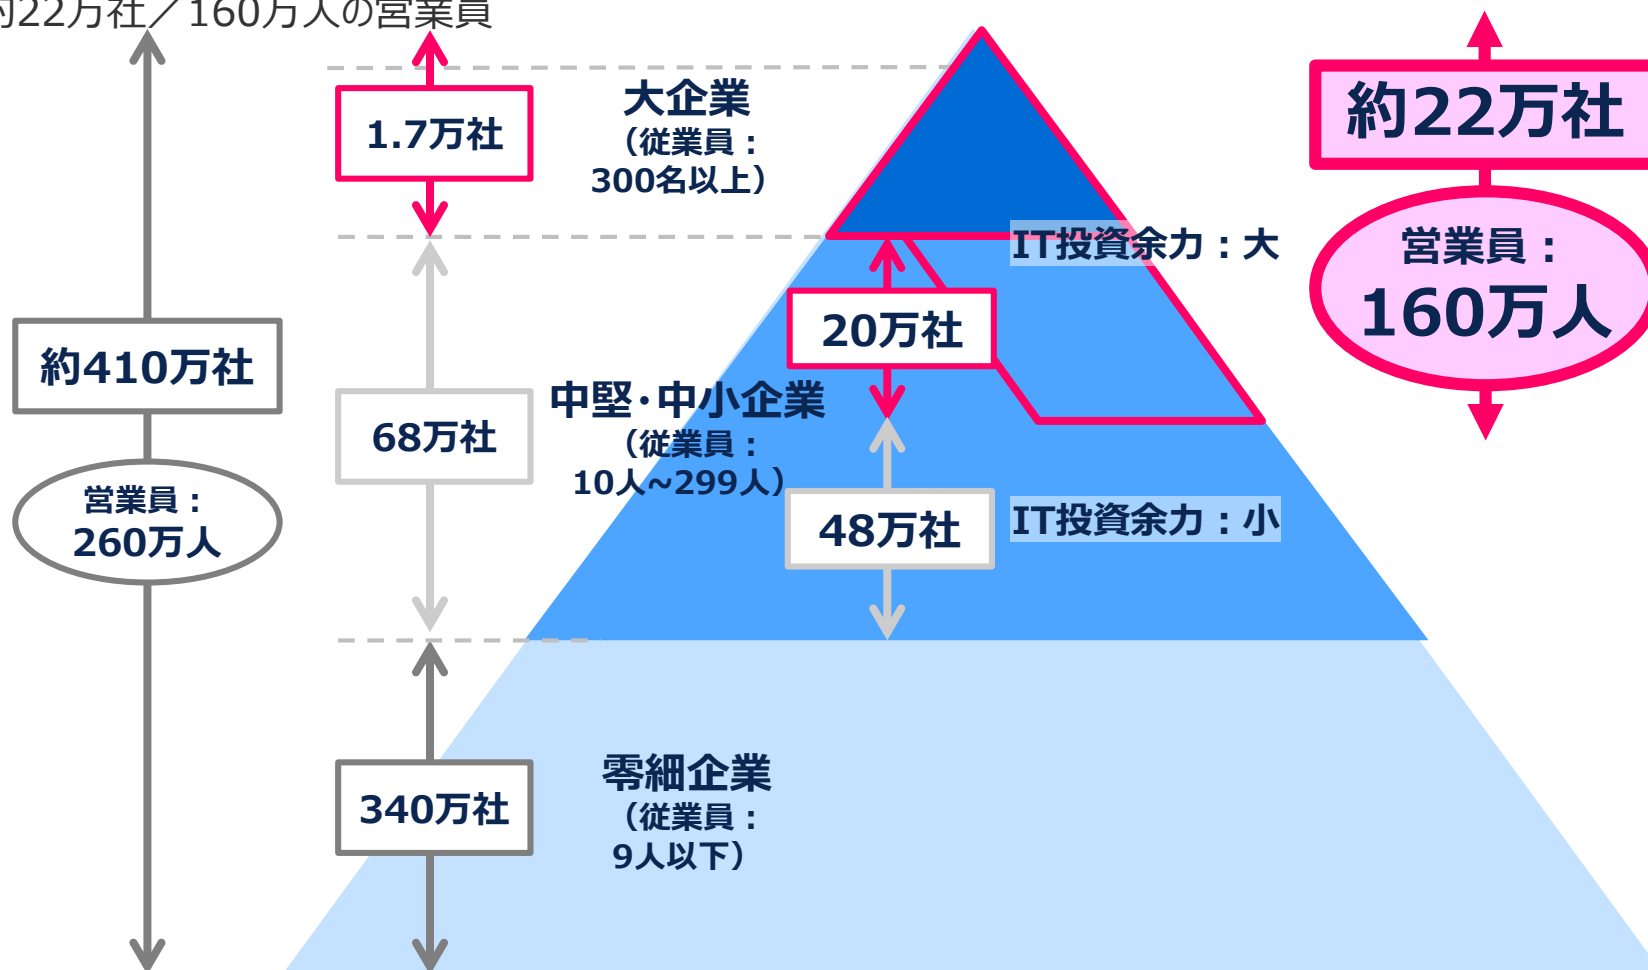 約22万社／160万人の営業員
1.7万社
大企業
（従業員：
300名以上）
約22万社
営業員：
160万人
IT投資余力：大
20万社
約410万社
営業員：
260万人
68万社
中堅・中小企業
（従業員：
10人~299人）
48万社
IT投資余力：小
340万社
零細企業
（従業員：
9人以下）